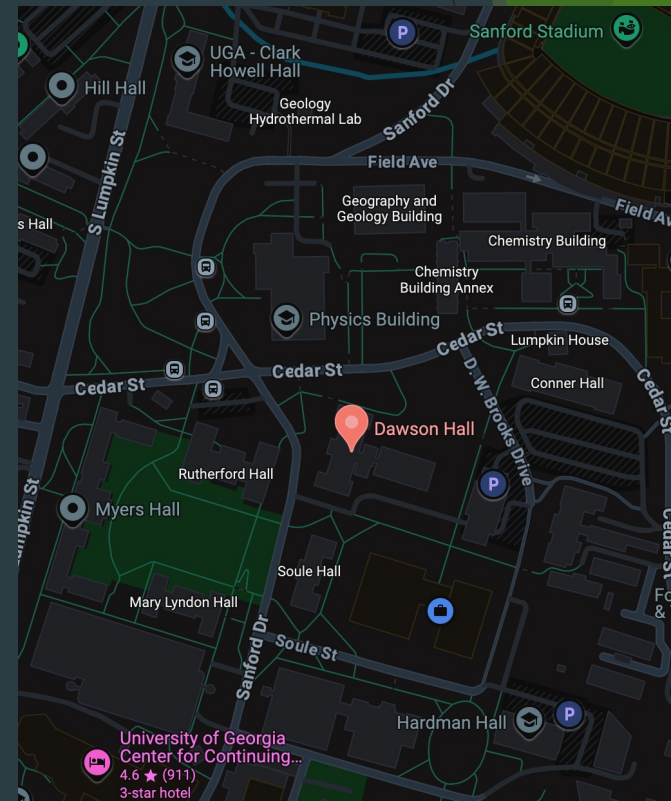 P
Sanford Stadium
UGA - Clark
Howell Hall
Hill Hall
Geology
Hydrothermal Lab
Sanford Dr
S Lumpkin St
Field Ave
Geography and
Geology Building
Field Av
s Hall
Chemistry Building
Chemistry
Building Annex
Physics Building
Cedar St
Lumpkin House
Cedar St
Cedar St
Conner Hall
Cedar St
D. W. Brooks Drive
Dawson Hall
Rutherford Hall
P
umpkin St
Myers Hall
Cedar St
Soule Hall
Mary Lyndon Hall
Fo
&
Sanford Dr
Soule St
Hardman Hall
P
University of Georgia
Center for Continuing...
4.6 ★ (911)
3-star hotel